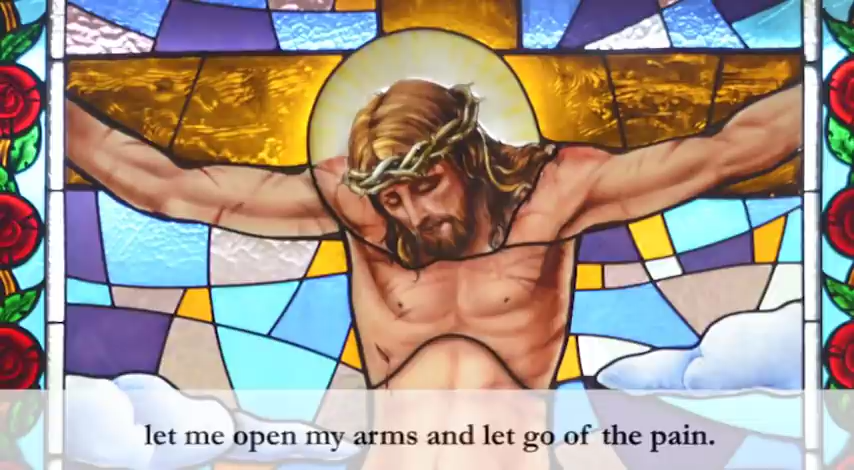 let me open my arms and let go of the pain.